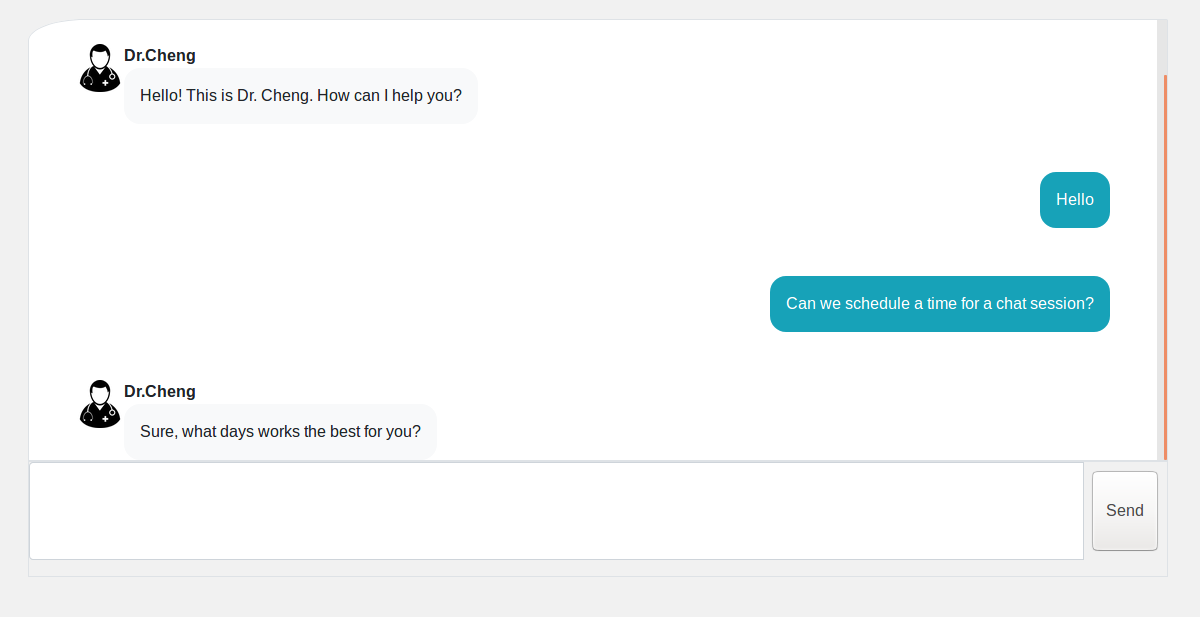 Dr.Cheng
Hello! This is Dr. Cheng. How can I help you?
Hello
Can we schedule a time for a chat session?
Dr.Cheng
Sure, what days works the best for you?
Send